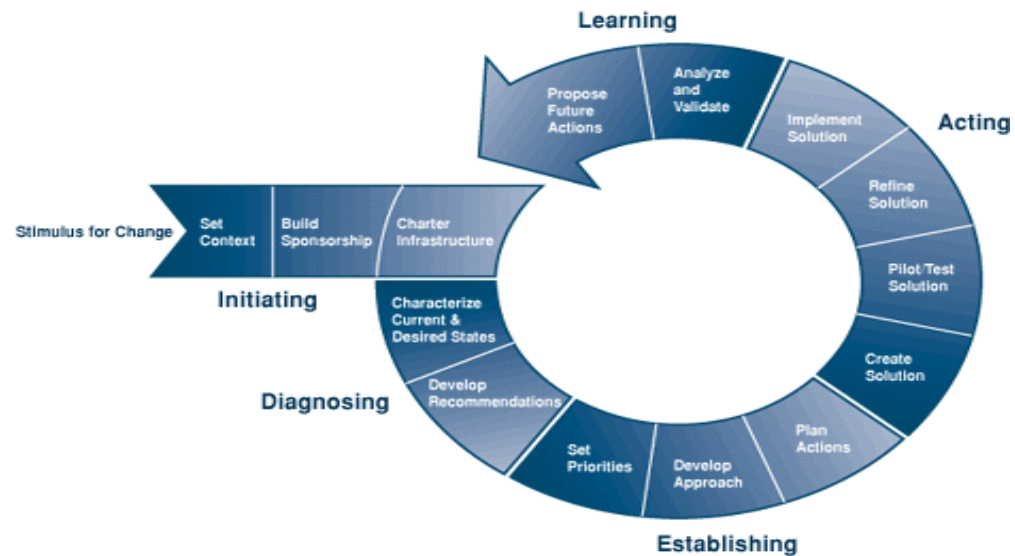 Learning
Analyze
and
Validate
Propose
Future
Actions
Implement
Solution
Acting
Refine
Solution
Stimulus for Change
Set
Context
Build
Sponsorship
Charter
Infrastructure
Pilot/Test
Solution
Initiating
Characterize
Current &
Desired States
Create
Solution
Diagnosing
Develop
Recommendations
Set
Priorities
Develop
Approach
Plan
Actions
Establishing